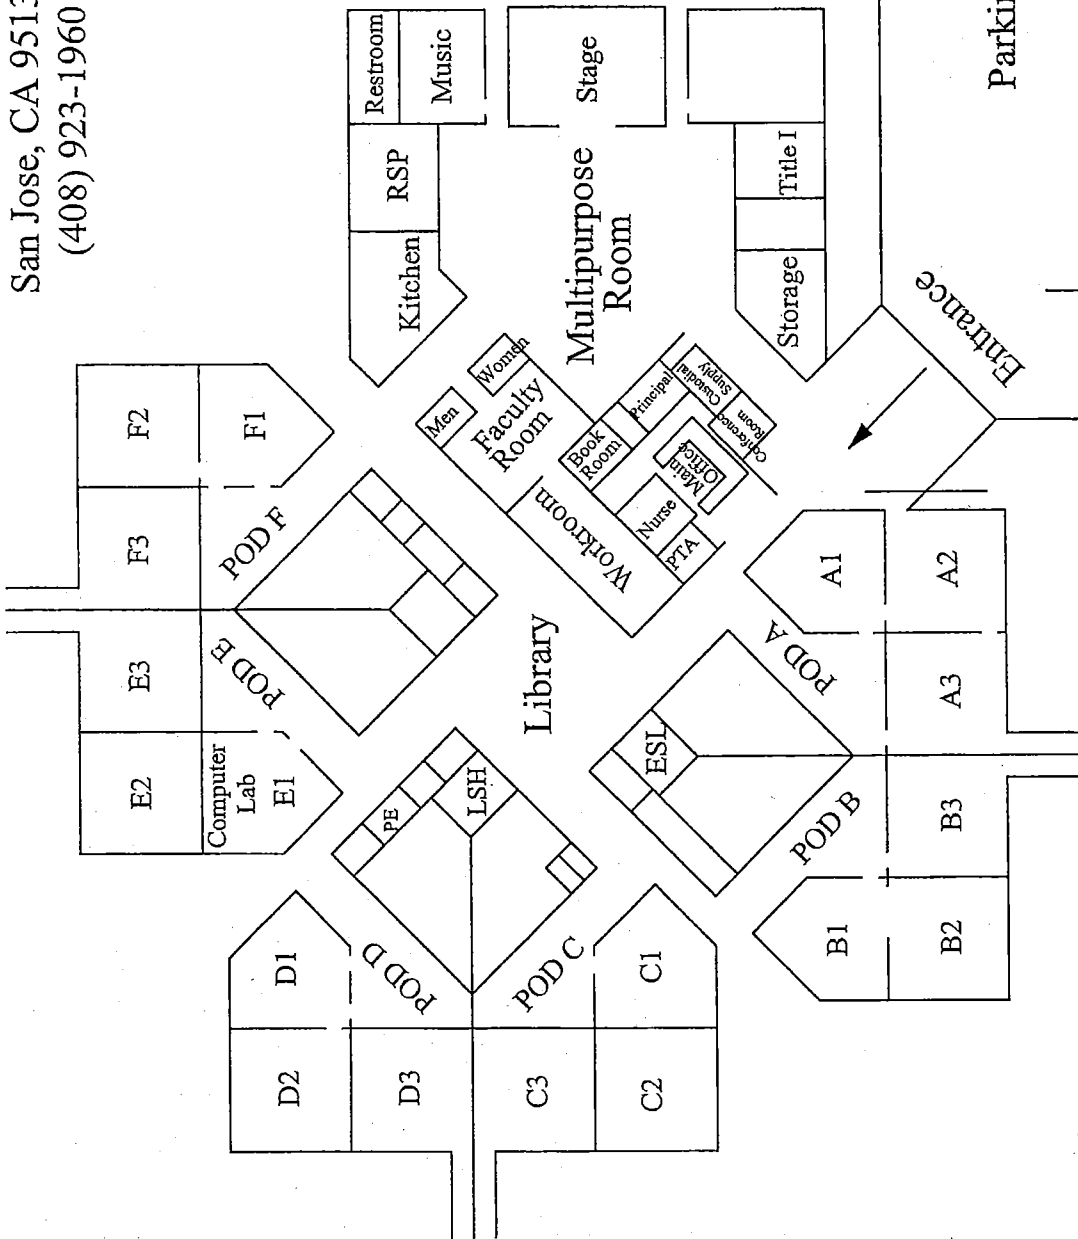 San Jose, CA 9513
(408) 923-1960
Restroom
Music
RSP
Kitchen
Stage
Multipurpose
Room
Title I
Storage
Parkin
Entrance
F2
F1
F3
POD F
Women
Men
Faculty
Room
Book
Room
Principal
Custodial
Supply
Conference
Room
Main
Office
Nurse
PTA
Workroom
Library
E3
POD E
E2
Computer
Lab
E1
PE
LSH
ESL
A1
A2
A3
POD A
POD B
B3
B1
B2
D1
POD D
D2
D3
POD C
C1
C3
C2